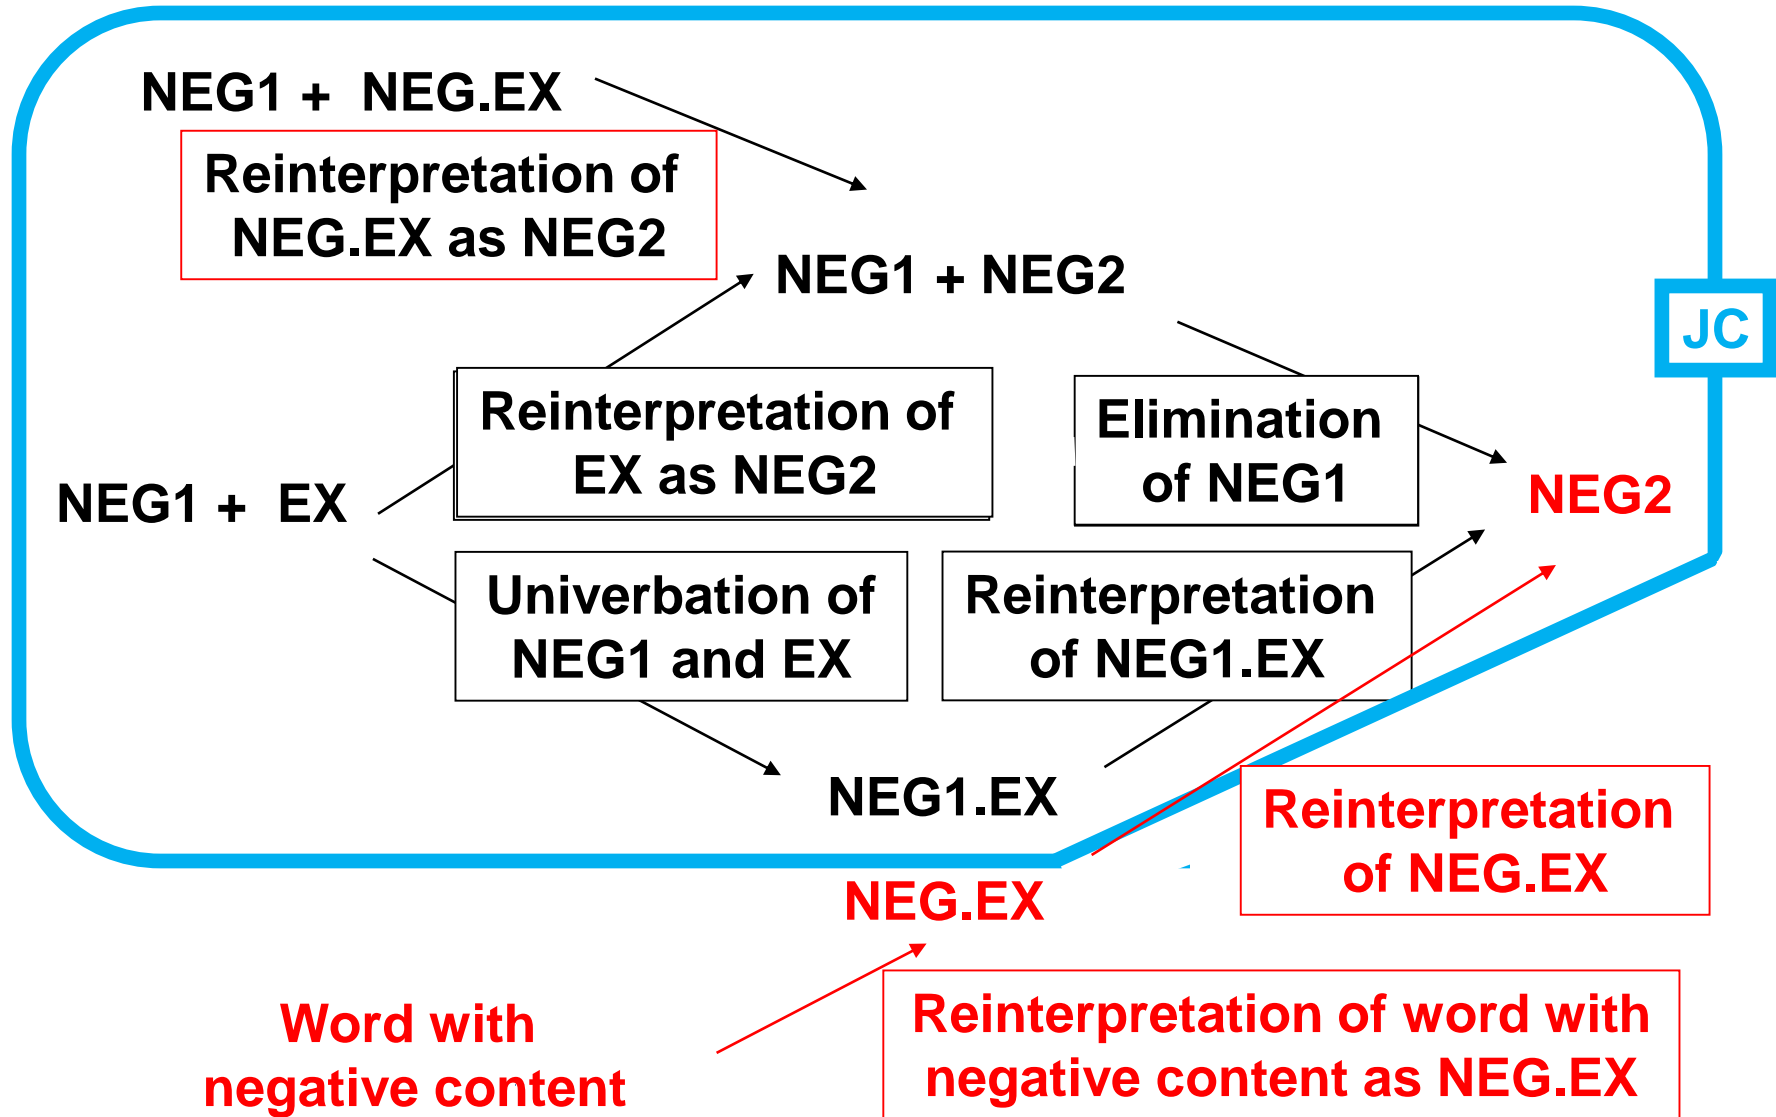 NEG1 + NEG.EX
Reinterpretation of
NEG.EX as NEG2
NEG1 + NEG2
JC
Reinterpretation of
EX as NEG2
Elimination
of NEG1
NEG1 + EX
NEG2
Univerbation of
NEG1 and EX
Reinterpretation
of NEG1.EX
NEG1.EX
Reinterpretation
of NEG.EX
NEG.EX
Word with
negative content
Reinterpretation of word with
negative content as NEG.EX